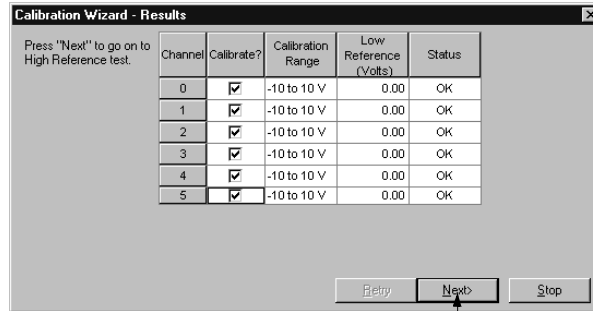 Calibration Wizard - Results
Press "Next" to go on to
High Reference test.
Channel Calibrate? Calibration Range Low Reference (Volts) Status
0 -10 to 10 V 0.00 OK
1 -10 to 10 V 0.00 OK
2 -10 to 10 V 0.00 OK
3 -10 to 10 V 0.00 OK
4 -10 to 10 V 0.00 OK
5 -10 to 10 V 0.00 OK
Retry Next> Stop